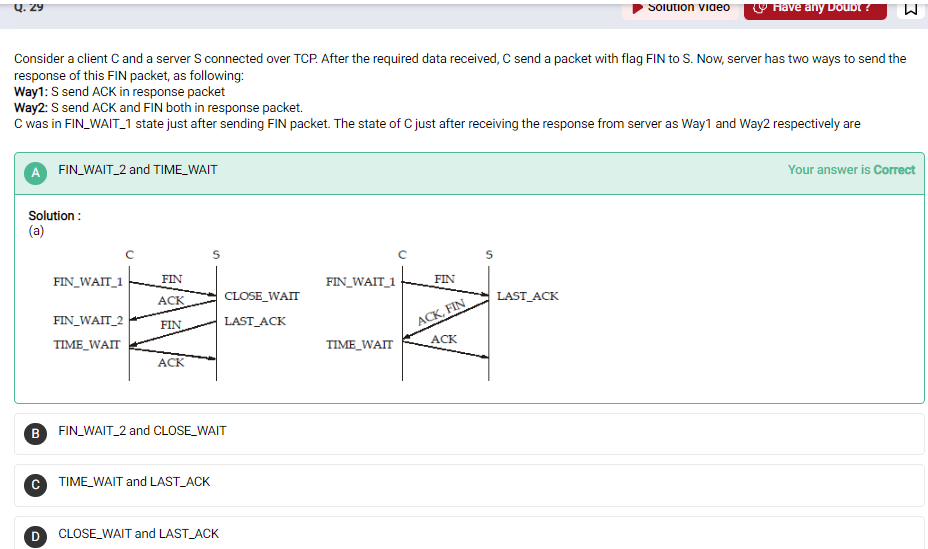 Q. 29
Solution Video
Have any Doubt ?
Consider a client C and a server S connected over TCP. After the required data received, C send a packet with flag FIN to S. Now, server has two ways to send the
response of this FIN packet, as following:
Way1: S send ACK in response packet
Way2: S send ACK and FIN both in response packet.
C was in FIN_WAIT_1 state just after sending FIN packet. The state of C just after receiving the response from server as Way1 and Way2 respectively are
A
FIN_WAIT_2 and TIME_WAIT
Your answer is Correct
Solution :
(a)
C
S
FIN_WAIT_1
FIN
ACK
CLOSE_WAIT
FIN_WAIT_2
FIN
LAST_ACK
TIME_WAIT
ACK
C
S
FIN_WAIT_1
FIN
LAST_ACK
ACK, FIN
TIME_WAIT
ACK
B
FIN_WAIT_2 and CLOSE_WAIT
C
TIME_WAIT and LAST_ACK
D
CLOSE_WAIT and LAST_ACK